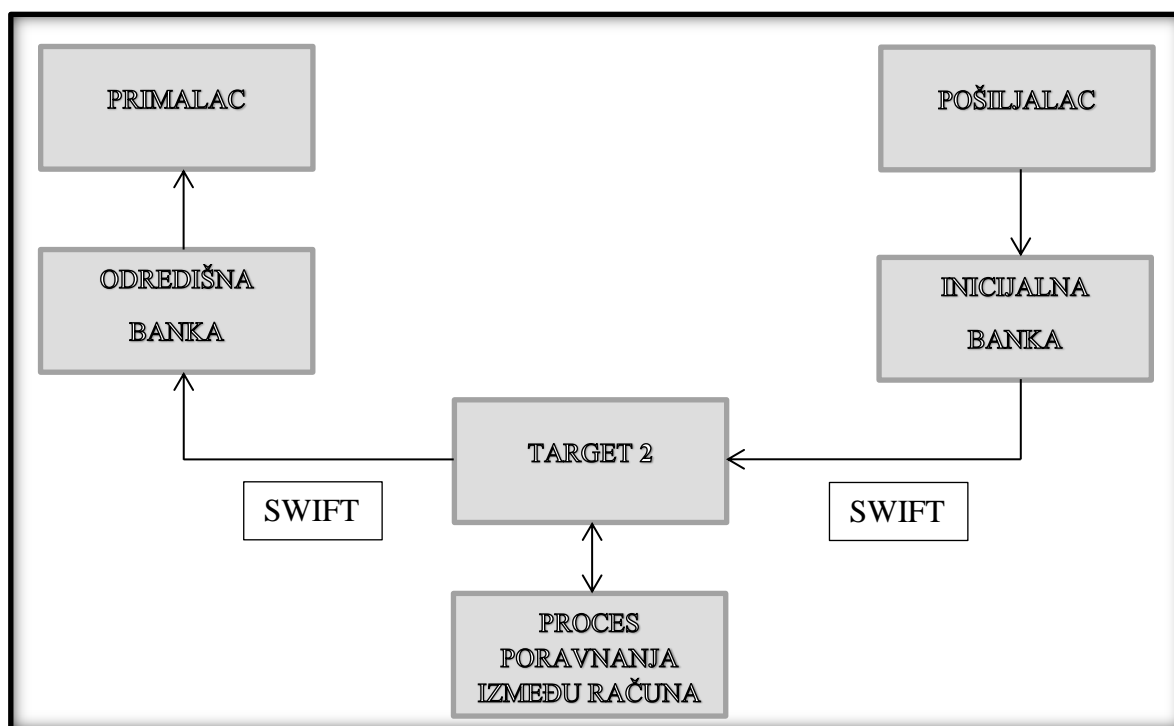 PRIMALAC
POŠILJALAC
ODREDIŠNA
BANKA
INICIJALNA
BANKA
TARGET 2
SWIFT
SWIFT
PROCES
PORAVNANJA
IZMEĐU RAČUNA